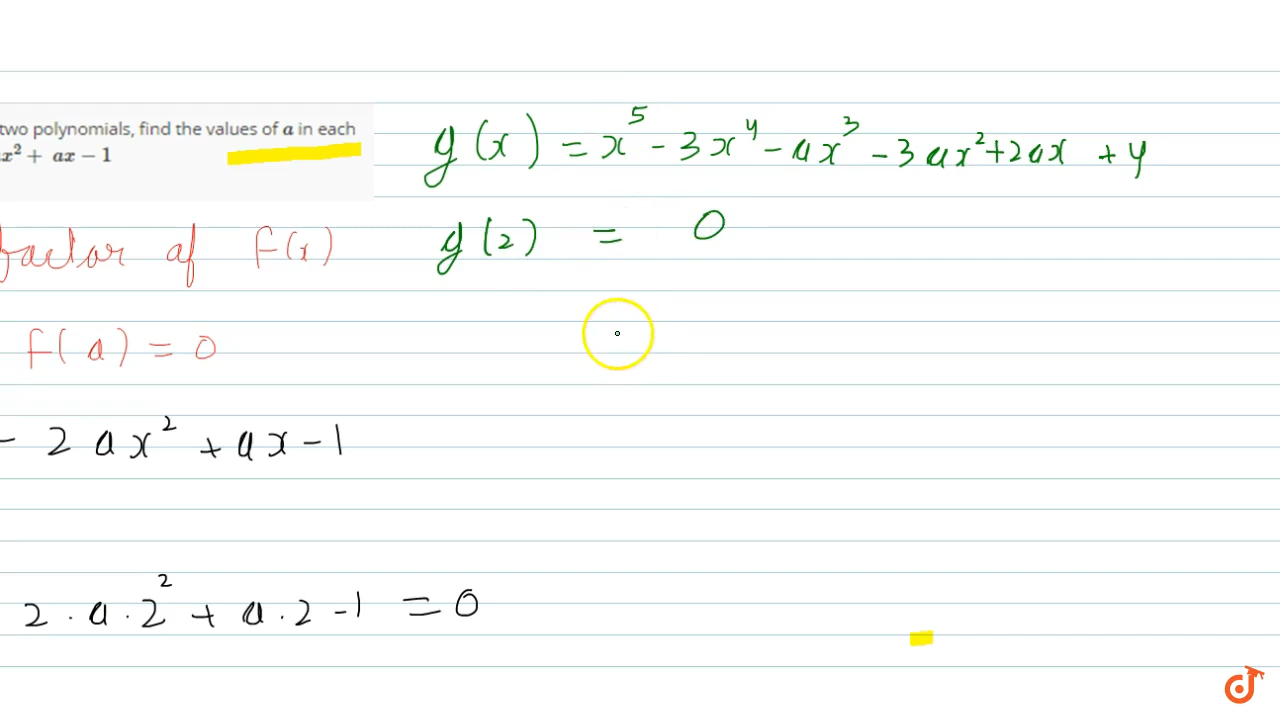 two polynomials, find the values of a in each
x² + ax − 1
g(x) = x⁵ - 3x⁴ - ax³ - 3ax² + 2ax + 4
factor of f(x)
g(2) = 0
f(a) = 0
- 2ax² + ax - 1
2 . a . 2² + a . 2 - 1 = 0